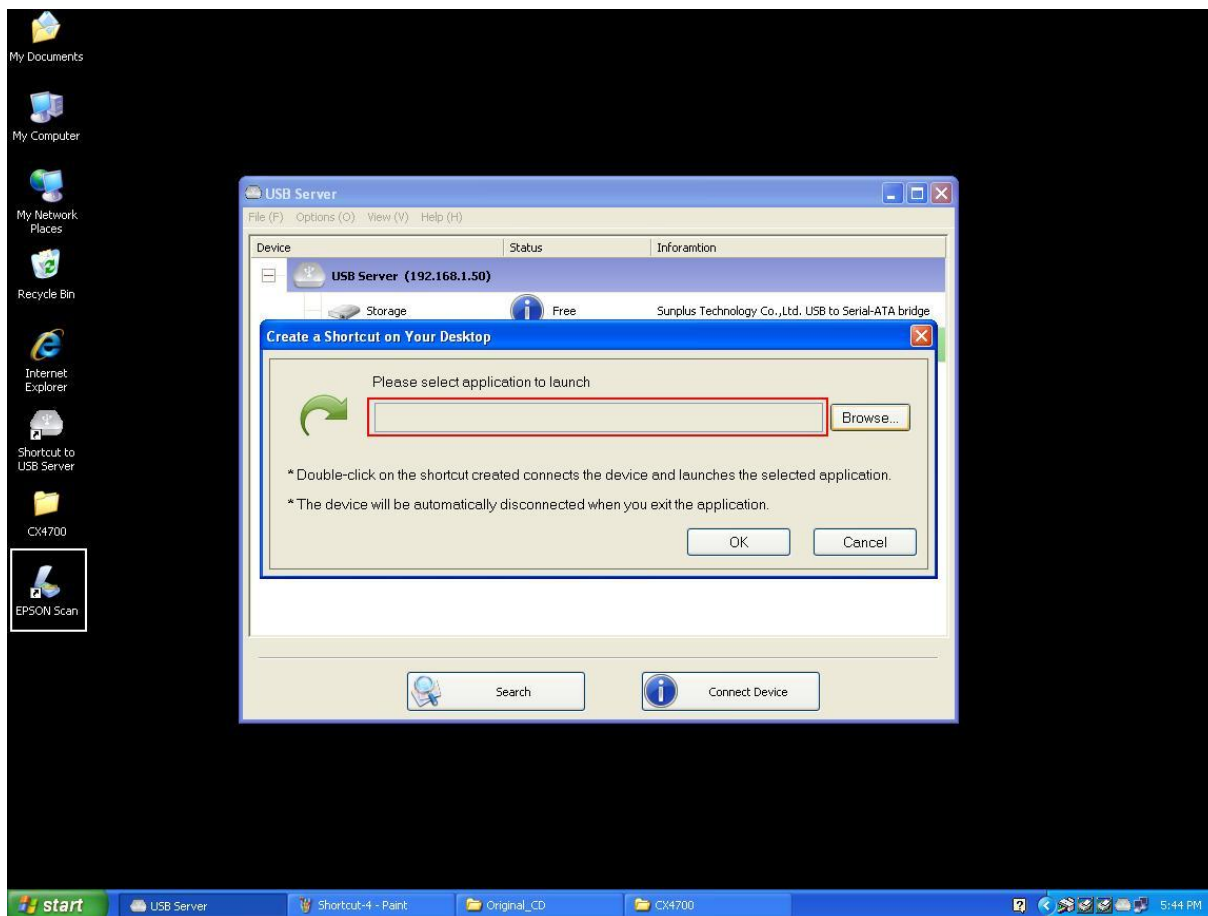 My Documents
My Computer
My Network
Places
Recycle Bin
Internet
Explorer
Shortcut to
USB Server
CX4700
EPSON Scan
USB Server
File (F) Options (O) View (V) Help (H)
Device Status Inforamtion
USB Server (192.168.1.50)
Storage Free Sunplus Technology Co.,Ltd. USB to Serial-ATA bridge
Create a Shortcut on Your Desktop
Please select application to launch
Browse...
* Double-click on the shortcut created connects the device and launches the selected application.
* The device will be automatically disconnected when you exit the application.
OK Cancel
Search Connect Device
start USB Server Shortcut-4 - Paint Original_CD CX4700 5:44 PM